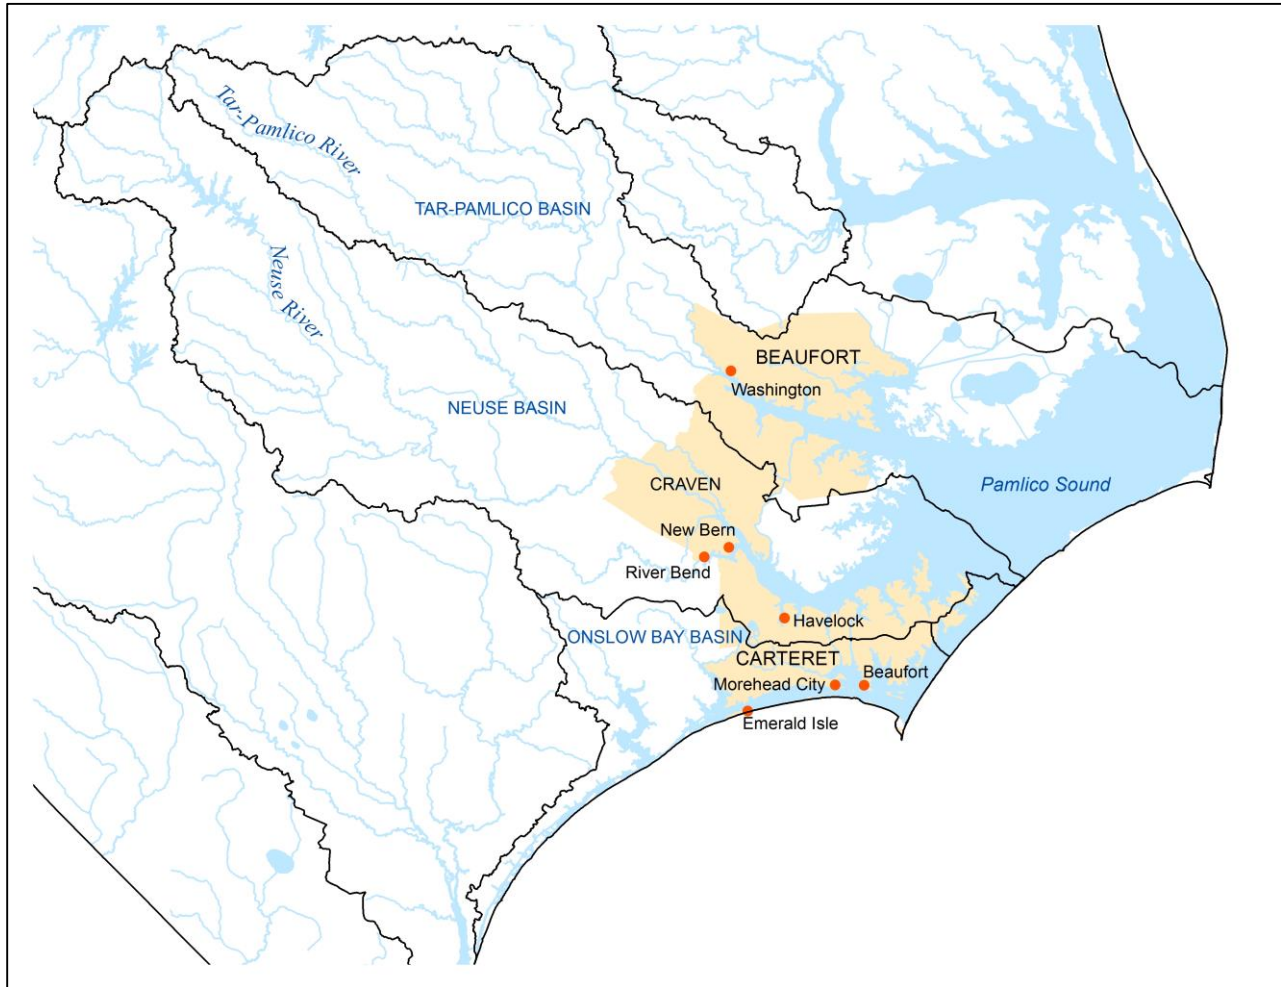 Tar-Pamlico River
TAR-PAMLICO BASIN
Neuse River
BEAUFORT
Washington
NEUSE BASIN
CRAVEN
Pamlico Sound
New Bern
River Bend
Havelock
ONSLOW BAY BASIN
CARTERET
Beaufort
Morehead City
Emerald Isle